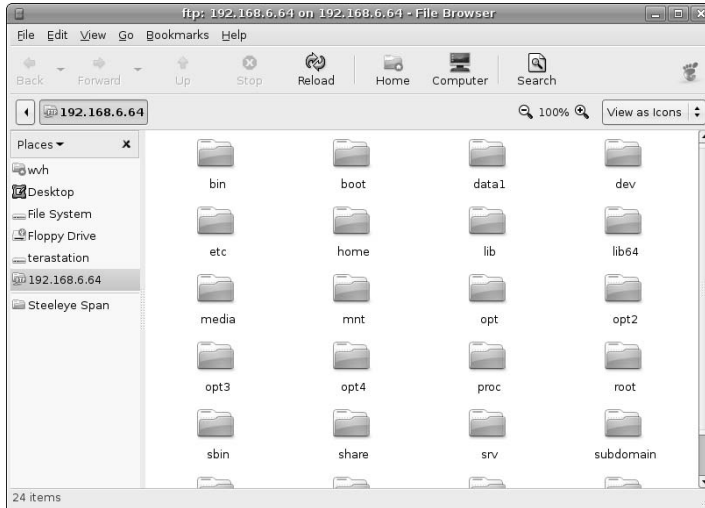 ftp: 192.168.6.64 on 192.168.6.64 - File Browser
File Edit View Go Bookmarks Help
Back Forward Up Stop Reload Home Computer Search
192.168.6.64 100% View as Icons
Places
wvh
Desktop
File System
Floppy Drive
terastation
192.168.6.64
Steeleye Span
bin boot data1 dev
etc home lib lib64
media mnt opt opt2
opt3 opt4 proc root
sbin share srv subdomain
24 items